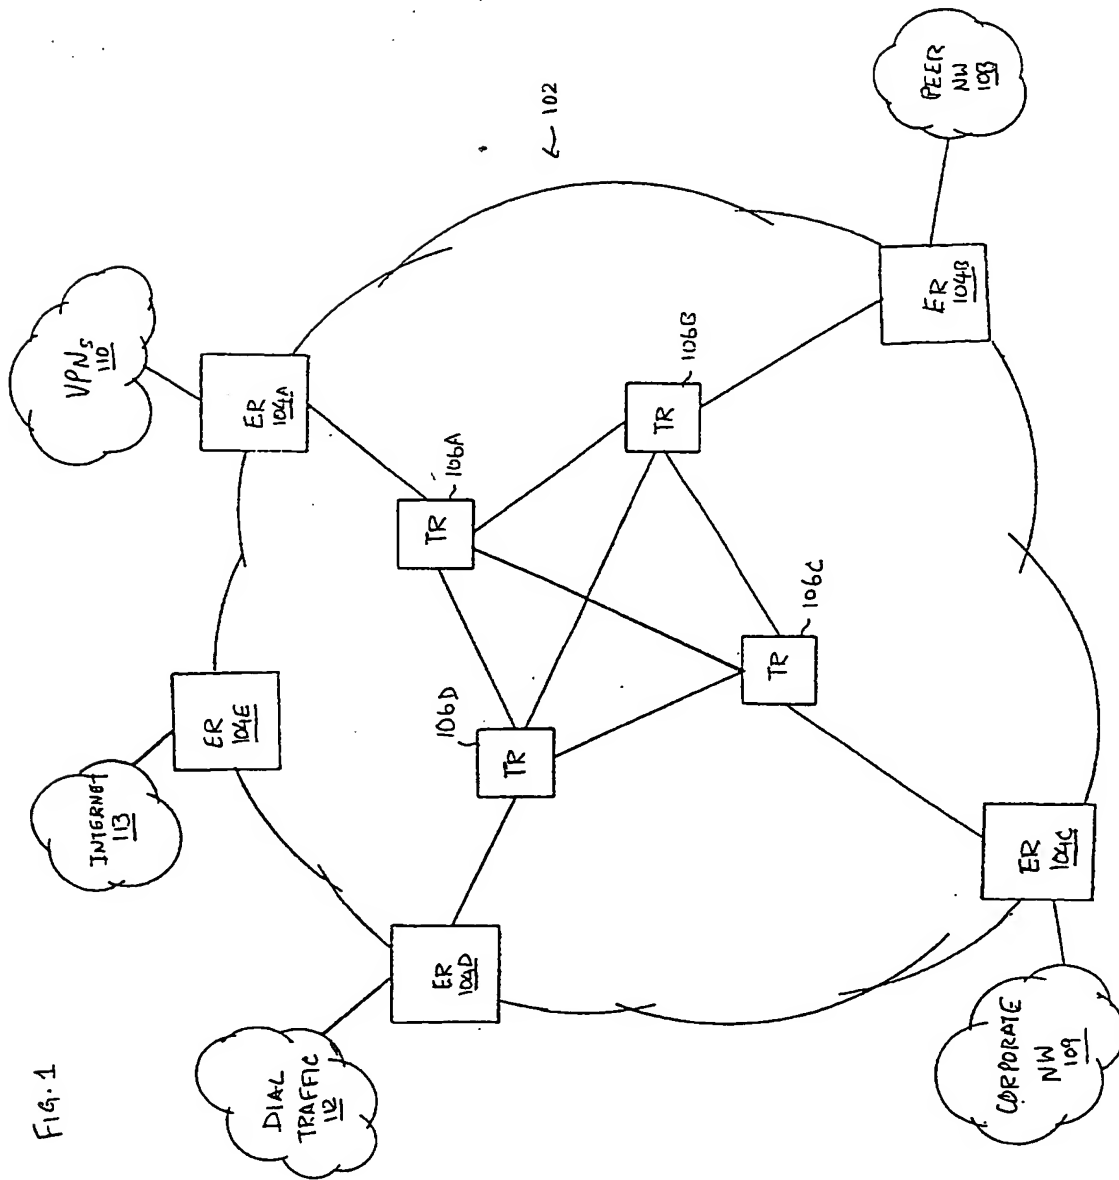 FIG. 1
VPNs
110
INTERNET
113
ER
104E
ER
104A
DIAL
TRAFFIC
112
ER
104D
106D
TR
TR
106A
102
TR
106B
TR
106C
PEER
NW
108
ER
104B
ER
104C
CORPORATE
NW
109